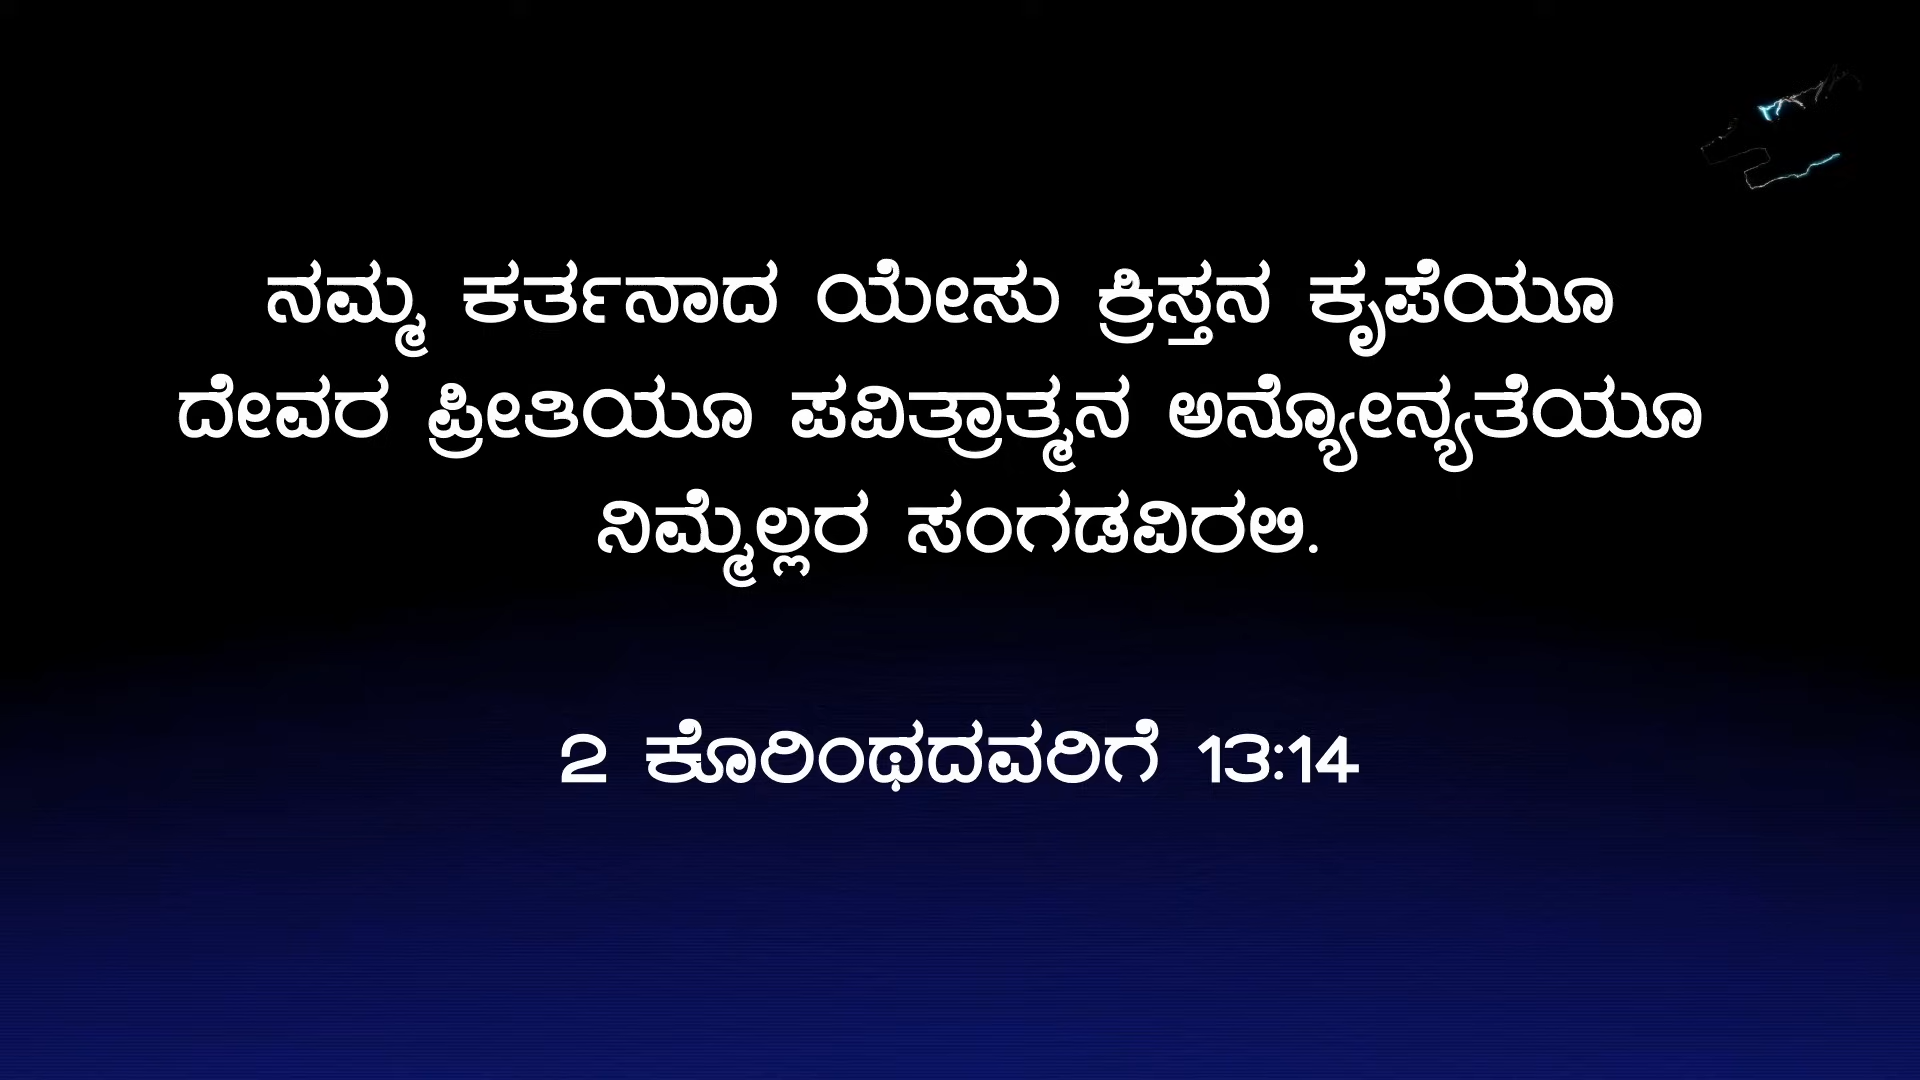 ನಮ್ಮ ಕರ್ತನಾದ ಯೇಸು ಕ್ರಿಸ್ತನ ಕೃಪೆಯೂ
ದೇವರ ಪ್ರೀತಿಯೂ ಪವಿತ್ರಾತ್ಮನ ಅನ್ಯೋನ್ಯತೆಯೂ
ನಿಮ್ಮೆಲ್ಲರ ಸಂಗಡವಿರಲಿ.
2 ಕೊರಿಂಥದವರಿಗೆ 13:14